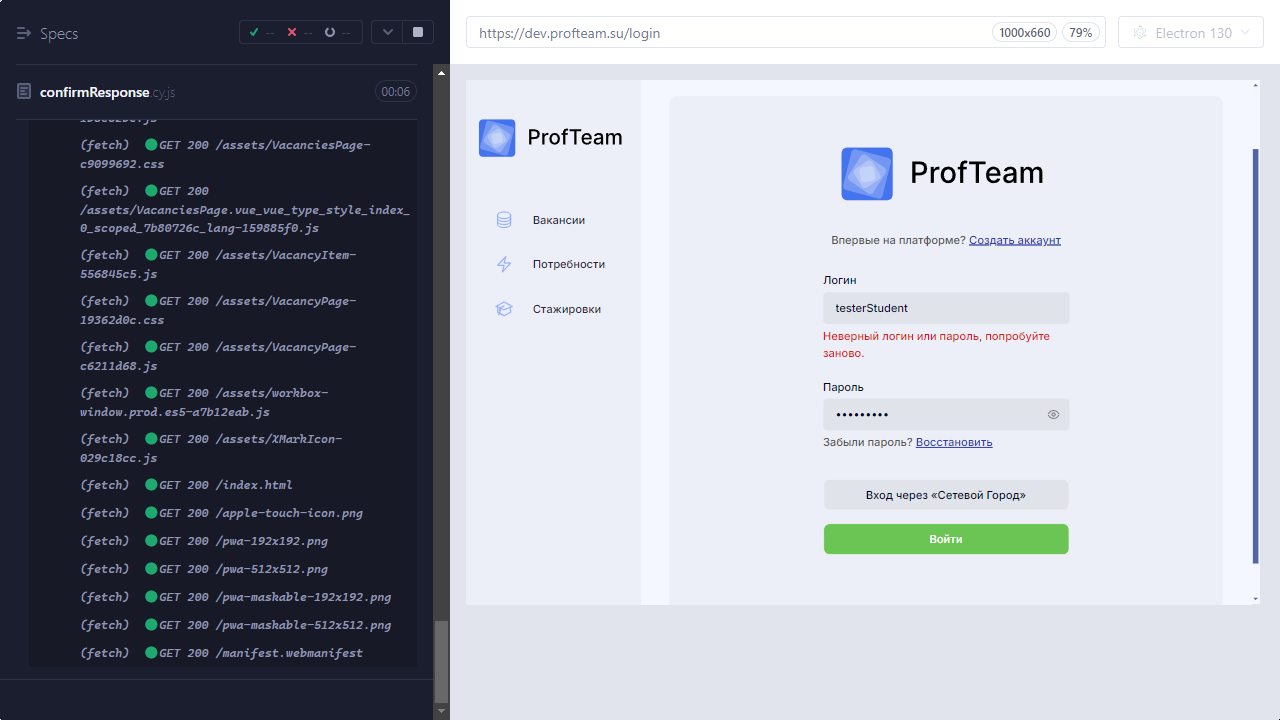 Specs
--
--
--
confirmResponse.cy.js
00:06
(fetch) GET 200 /assets/VacanciesPage-
c9099692.css
(fetch) GET 200
/assets/VacanciesPage.vue_vue_type_style_index_
0_scoped_7b80726c_lang-159885f0.js
(fetch) GET 200 /assets/VacancyItem-
556845c5.js
(fetch) GET 200 /assets/VacancyPage-
19362d0c.css
(fetch) GET 200 /assets/VacancyPage-
c6211d68.js
(fetch) GET 200 /assets/workbox-
window.prod.es5-a7b12eab.js
(fetch) GET 200 /assets/XMarkIcon-
029c18cc.js
(fetch) GET 200 /index.html
(fetch) GET 200 /apple-touch-icon.png
(fetch) GET 200 /pwa-192x192.png
(fetch) GET 200 /pwa-512x512.png
(fetch) GET 200 /pwa-maskable-192x192.png
(fetch) GET 200 /pwa-maskable-512x512.png
(fetch) GET 200 /manifest.webmanifest
https://dev.profteam.su/login
1000x660
79%
Electron 130
ProfTeam
Вакансии
Потребности
Стажировки
ProfTeam
Впервые на платформе? Создать аккаунт
Логин
testerStudent
Неверный логин или пароль, попробуйте
заново.
Пароль
•••••••••
Забыли пароль? Восстановить
Вход через «Сетевой Город»
Войти